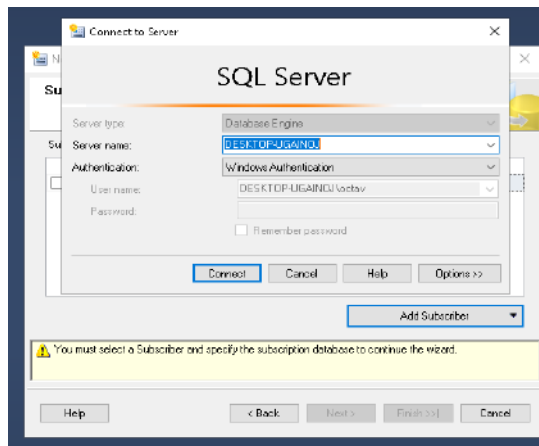 Connect to Server
N
SQL Server
Su
Server type: Database Engine
Su
Server name: DESKTOP-UGAINOJ
Authentication: Windows Authentication
User name: DESKTOP-UGAINOJ\octav
Password:
Remember password
Connect Cancel Help Options >>
Add Subscriber
You must select a Subscriber and specify the subscription database to continue the wizard.
Help < Back Next > Finish >>| Cancel